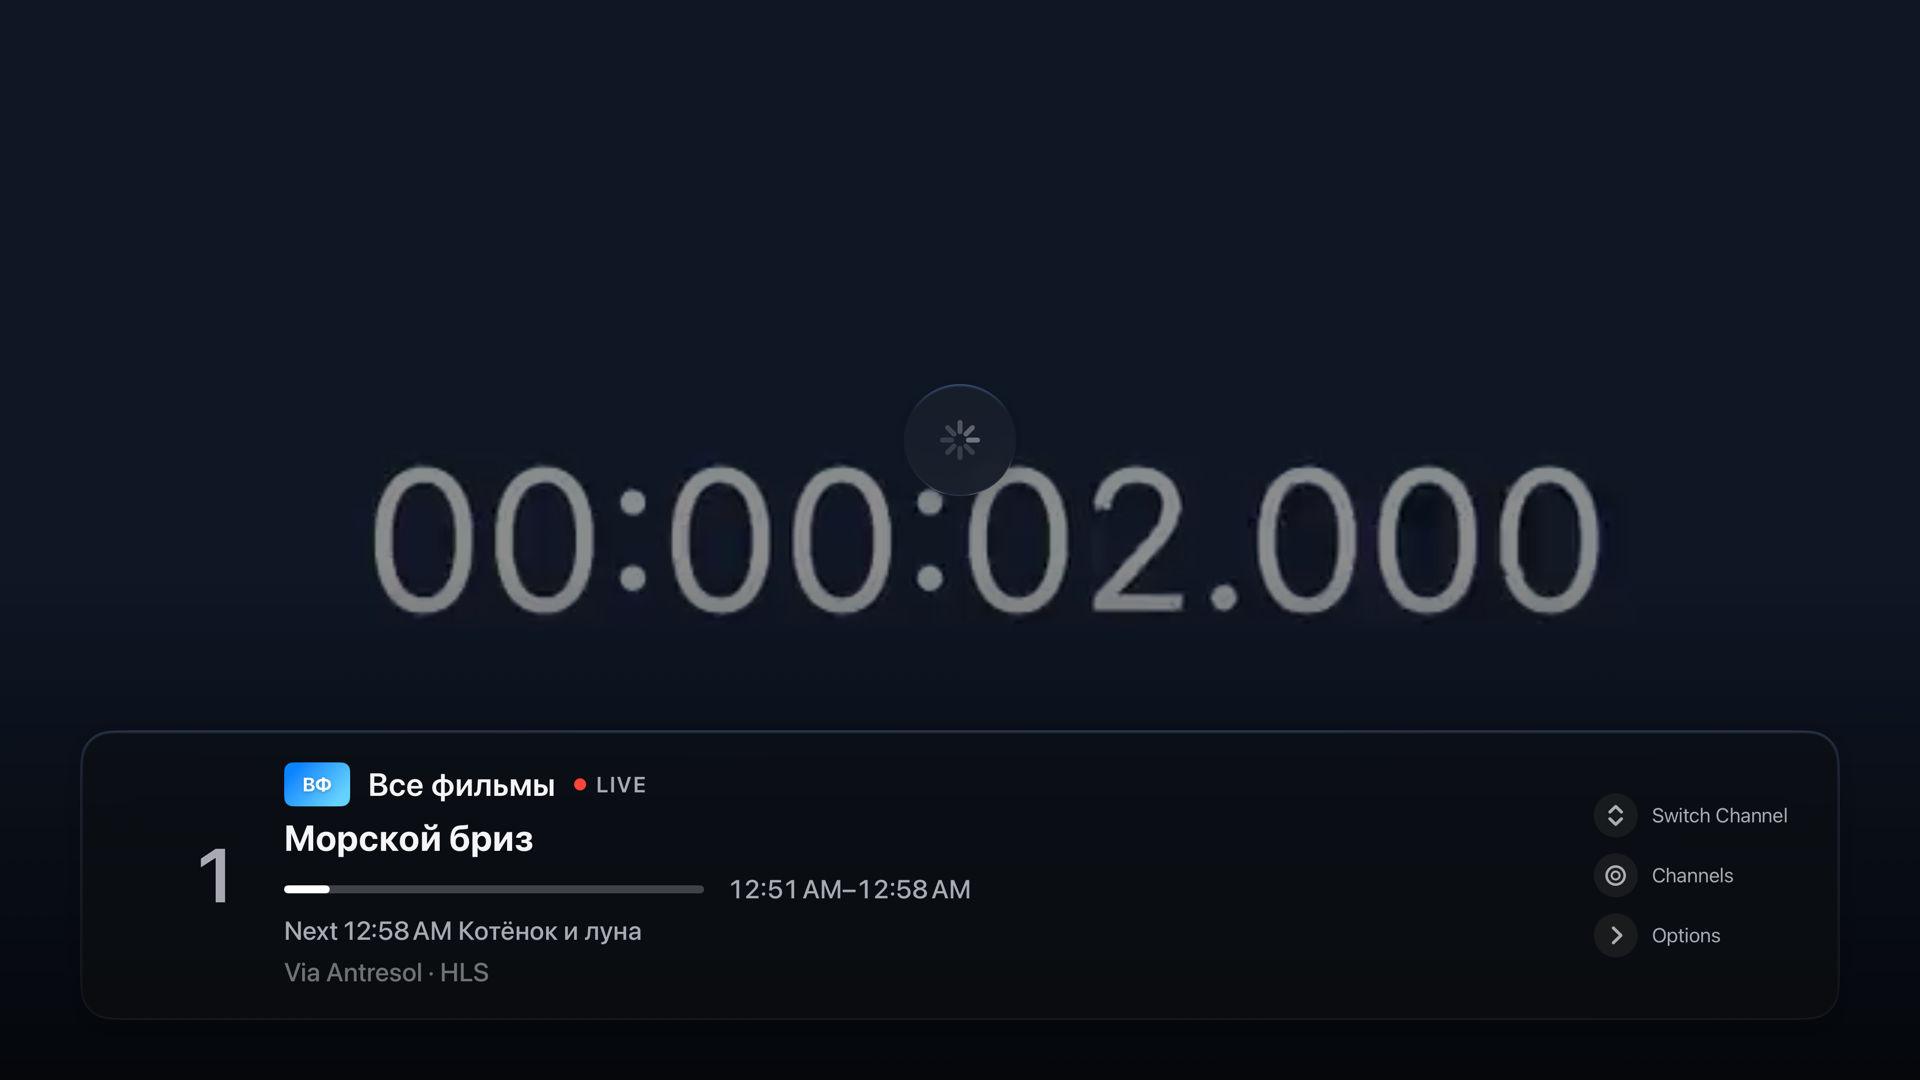 00:00:02.000
ВФ Все фильмы LIVE
Морской бриз
1
12:51 AM–12:58 AM
Next 12:58 AM Котёнок и луна
Via Antresol · HLS
Switch Channel
Channels
Options